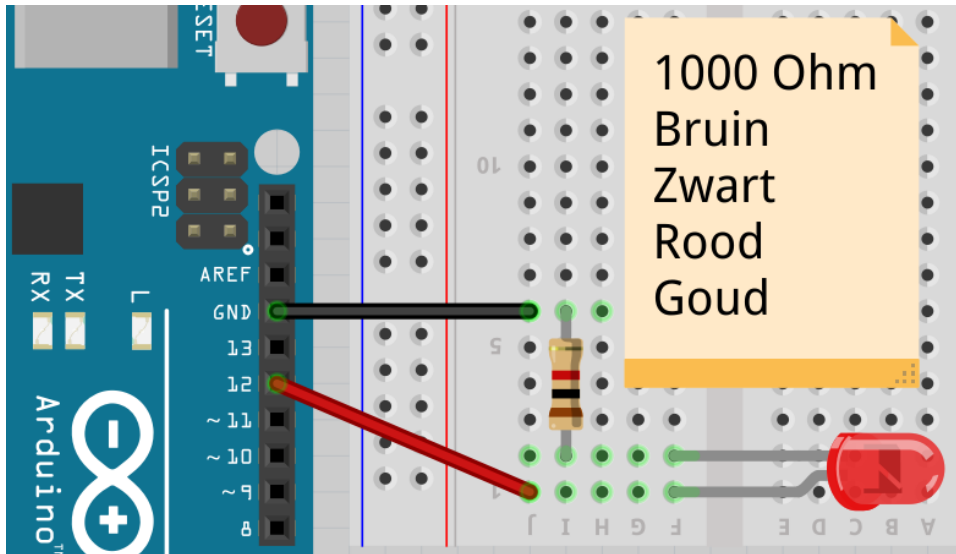 RESET
1000 Ohm
Bruin
Zwart
Rood
Goud
ICSP2
10
AREF
RX
TX
L
GND
13
5
12
~11
~10
~9
1
8
Arduino™
J I H G F E D C B A